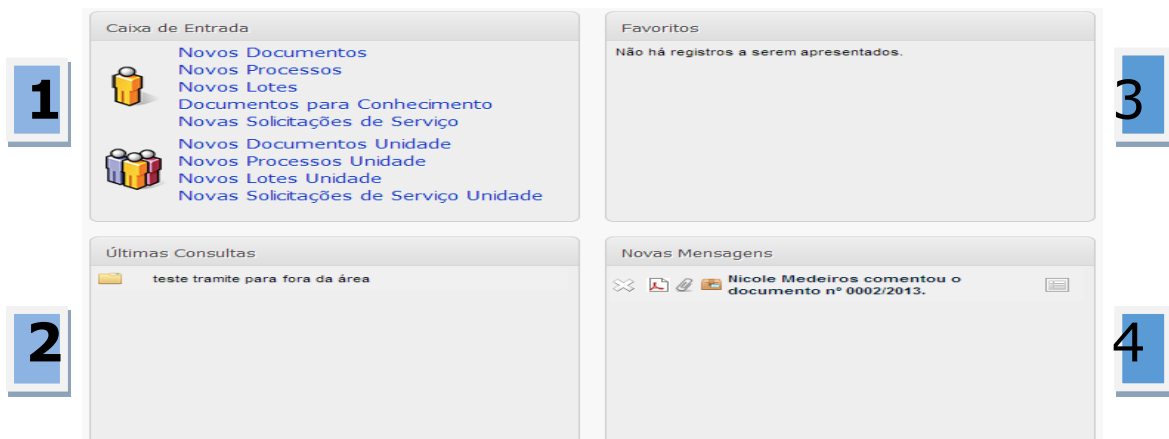 1
Caixa de Entrada
Novos Documentos
Novos Processos
Novos Lotes
Documentos para Conhecimento
Novas Solicitações de Serviço
Novos Documentos Unidade
Novos Processos Unidade
Novos Lotes Unidade
Novas Solicitações de Serviço Unidade
Favoritos
Não há registros a serem apresentados.
3
2
Últimas Consultas
teste tramite para fora da área
Novas Mensagens
Nicole Medeiros comentou o
documento nº 0002/2013.
4